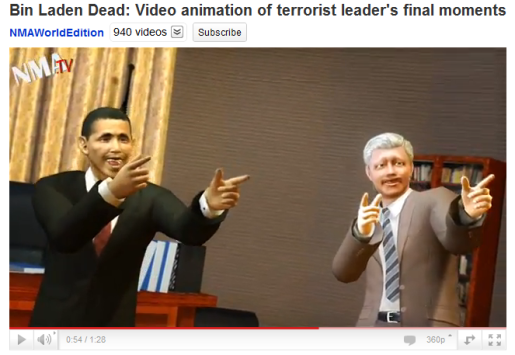 Bin Laden Dead: Video animation of terrorist leader's final moments
NMAWorldEdition 940 videos Subscribe
NMA.TV
0:54 / 1:28 360p